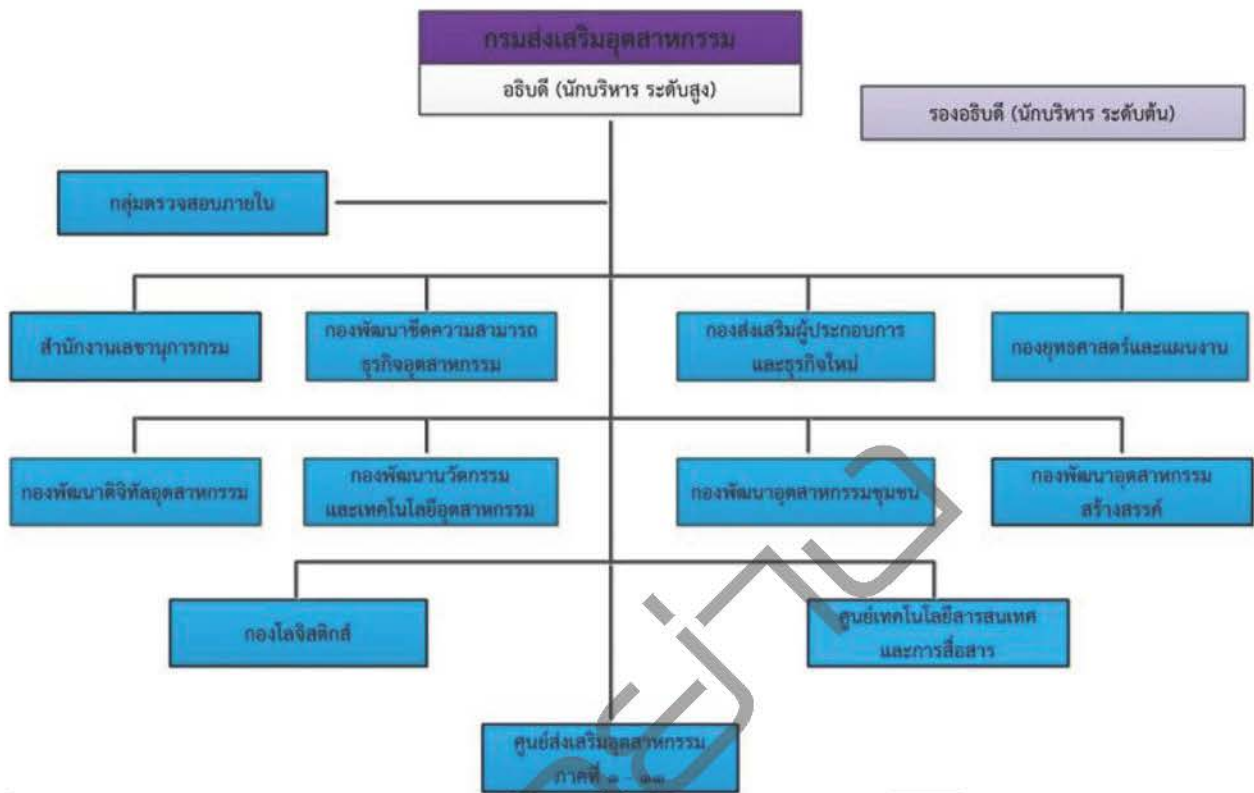 กรมส่งเสริมอุตสาหกรรม
อธิบดี (นักบริหาร ระดับสูง)
รองอธิบดี (นักบริหาร ระดับต้น)
กลุ่มตรวจสอบภายใน
สำนักงานเลขานุการกรม
กองพัฒนาขีดความสามารถ
ธุรกิจอุตสาหกรรม
กองส่งเสริมผู้ประกอบการ
และธุรกิจใหม่
กองยุทธศาสตร์และแผนงาน
กองพัฒนาดิจิทัลอุตสาหกรรม
กองพัฒนานวัตกรรม
และเทคโนโลยีอุตสาหกรรม
กองพัฒนาอุตสาหกรรมชุมชน
กองพัฒนาอุตสาหกรรม
สร้างสรรค์
กองโลจิสติกส์
ศูนย์เทคโนโลยีสารสนเทศ
และการสื่อสาร
ศูนย์ส่งเสริมอุตสาหกรรม
ภาคที่ ๑ - ๑๑